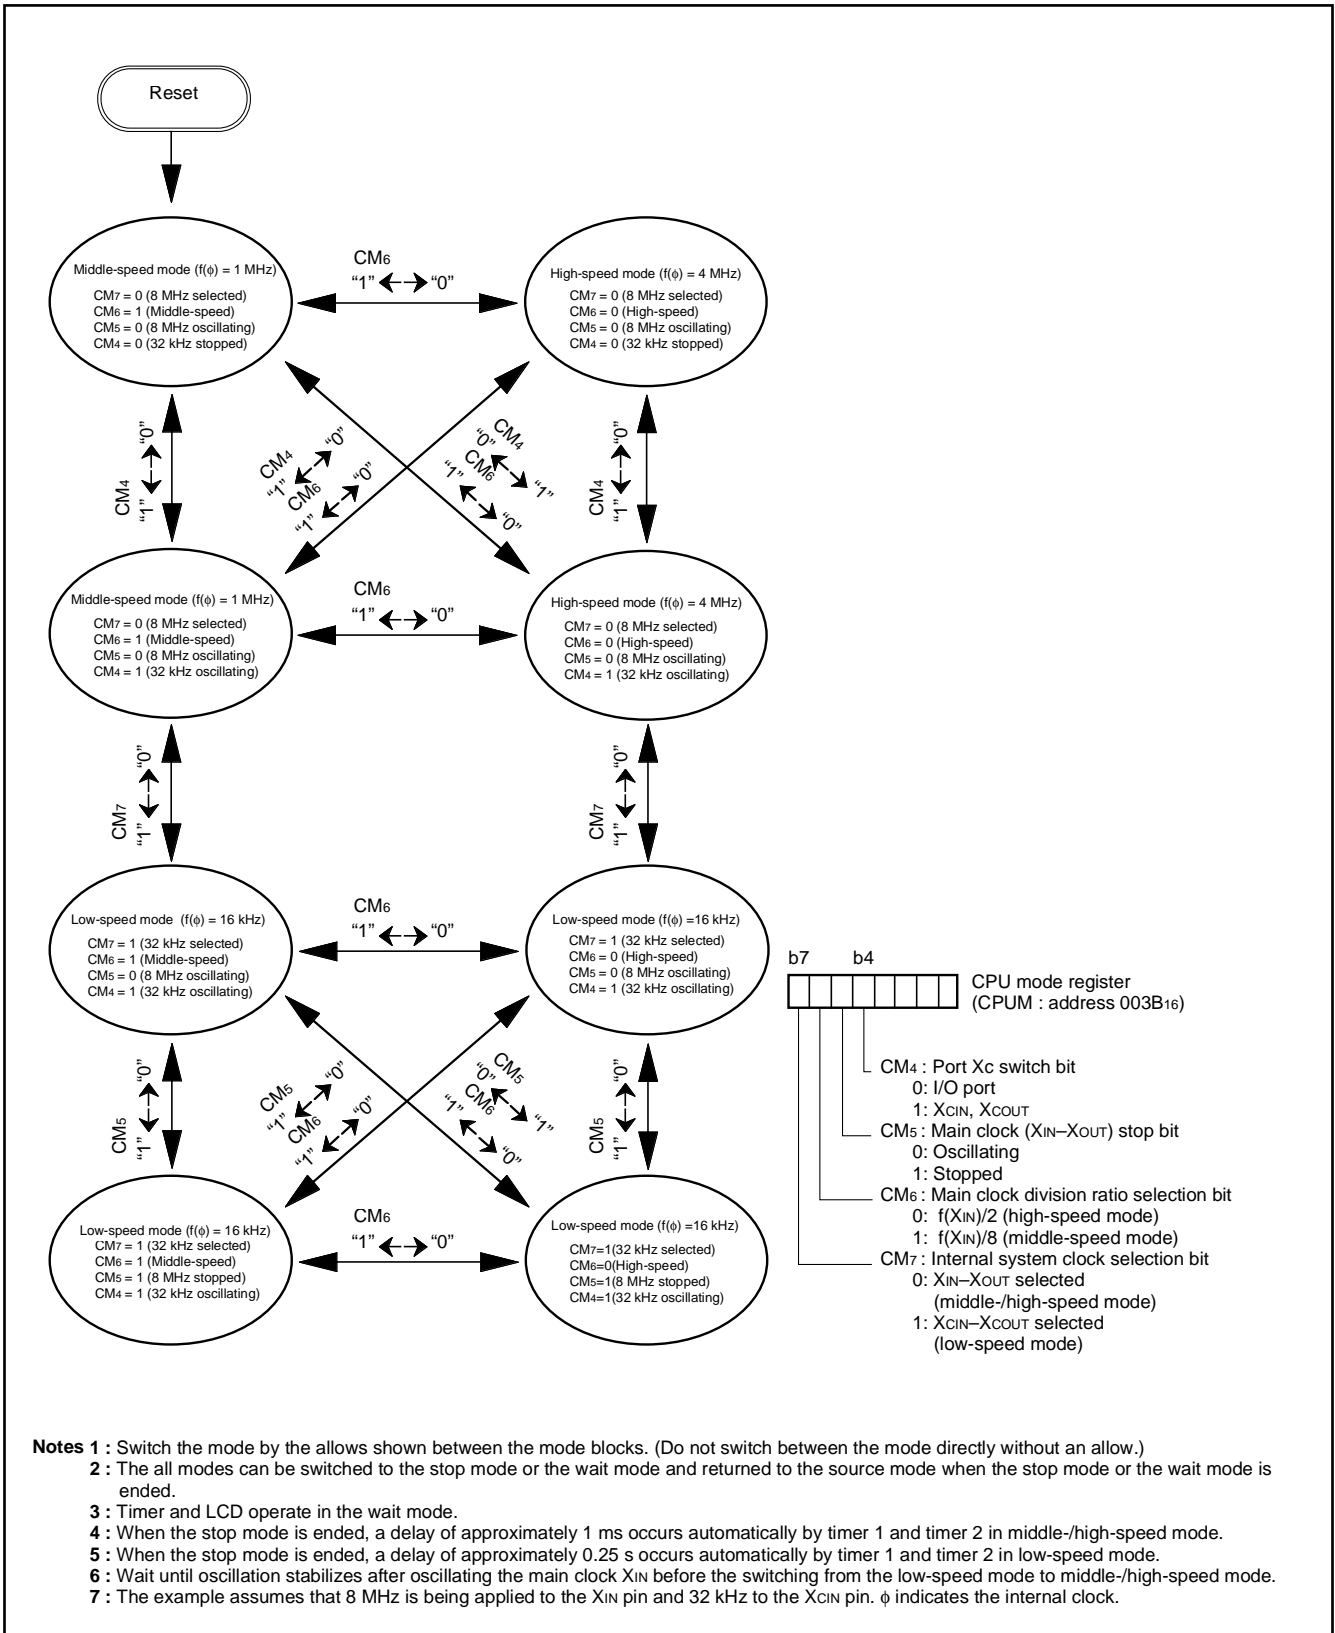 Reset
Middle-speed mode (f(ϕ) = 1 MHz)
CM7 = 0 (8 MHz selected)
CM6 = 1 (Middle-speed)
CM5 = 0 (8 MHz oscillating)
CM4 = 0 (32 kHz stopped)
CM6
“1” “0”
High-speed mode (f(ϕ) = 4 MHz)
CM7 = 0 (8 MHz selected)
CM6 = 0 (High-speed)
CM5 = 0 (8 MHz oscillating)
CM4 = 0 (32 kHz stopped)
CM4
“1” “0”
CM4
“1” “0”
CM6
“1” “0”
CM4
“0” “1”
CM6
“1” “0”
CM4
“1” “0”
Middle-speed mode (f(ϕ) = 1 MHz)
CM7 = 0 (8 MHz selected)
CM6 = 1 (Middle-speed)
CM5 = 0 (8 MHz oscillating)
CM4 = 1 (32 kHz oscillating)
CM6
“1” “0”
High-speed mode (f(ϕ) = 4 MHz)
CM7 = 0 (8 MHz selected)
CM6 = 0 (High-speed)
CM5 = 0 (8 MHz oscillating)
CM4 = 1 (32 kHz oscillating)
CM7
“1” “0”
CM7
“1” “0”
Low-speed mode (f(ϕ) = 16 kHz)
CM7 = 1 (32 kHz selected)
CM6 = 1 (Middle-speed)
CM5 = 0 (8 MHz oscillating)
CM4 = 1 (32 kHz oscillating)
CM6
“1” “0”
Low-speed mode (f(ϕ) =16 kHz)
CM7 = 1 (32 kHz selected)
CM6 = 0 (High-speed)
CM5 = 0 (8 MHz oscillating)
CM4 = 1 (32 kHz oscillating)
CM5
“1” “0”
CM5
“1” “0”
CM6
“1” “0”
CM5
“0” “1”
CM6
“1” “0”
CM5
“1” “0”
Low-speed mode (f(ϕ) = 16 kHz)
CM7 = 1 (32 kHz selected)
CM6 = 1 (Middle-speed)
CM5 = 1 (8 MHz stopped)
CM4 = 1 (32 kHz oscillating)
CM6
“1” “0”
Low-speed mode (f(ϕ) =16 kHz)
CM7=1(32 kHz selected)
CM6=0(High-speed)
CM5=1(8 MHz stopped)
CM4=1(32 kHz oscillating)
b7 b4
CPU mode register
(CPUM : address 003B16)
CM4 : Port Xc switch bit
0: I/O port
1: XCIN, XCOUT
CM5 : Main clock (XIN–XOUT) stop bit
0: Oscillating
1: Stopped
CM6 : Main clock division ratio selection bit
0: f(XIN)/2 (high-speed mode)
1: f(XIN)/8 (middle-speed mode)
CM7 : Internal system clock selection bit
0: XIN–XOUT selected
(middle-/high-speed mode)
1: XCIN–XCOUT selected
(low-speed mode)
Notes 1 : Switch the mode by the allows shown between the mode blocks. (Do not switch between the mode directly without an allow.)
2 : The all modes can be switched to the stop mode or the wait mode and returned to the source mode when the stop mode or the wait mode is
ended.
3 : Timer and LCD operate in the wait mode.
4 : When the stop mode is ended, a delay of approximately 1 ms occurs automatically by timer 1 and timer 2 in middle-/high-speed mode.
5 : When the stop mode is ended, a delay of approximately 0.25 s occurs automatically by timer 1 and timer 2 in low-speed mode.
6 : Wait until oscillation stabilizes after oscillating the main clock XIN before the switching from the low-speed mode to middle-/high-speed mode.
7 : The example assumes that 8 MHz is being applied to the XIN pin and 32 kHz to the XCIN pin. ϕ indicates the internal clock.